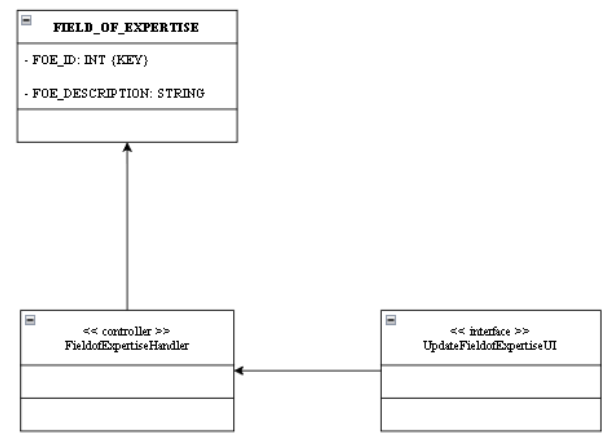 FIELD_OF_EXPERTISE
- FOE_ID: INT {KEY}
- FOE_DESCRIPTION: STRING
<< controller >>
FieldofExpertiseHandler
<< interface >>
UpdateFieldofExpertiseUI